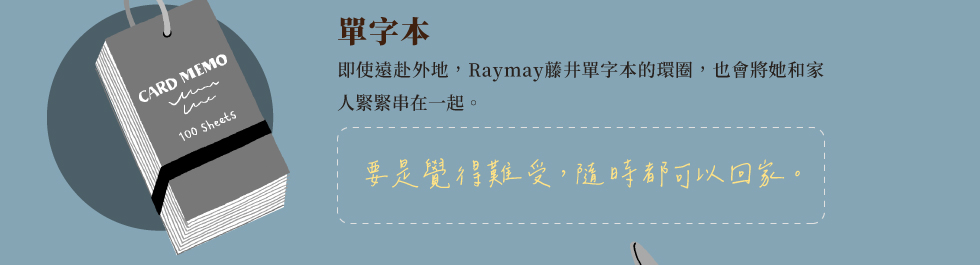 單字本
即使遠赴外地，Raymay藤井單字本的環圈，也會將她和家
人緊緊串在一起。
CARD MEMO
100 Sheets
要是覺得難受，隨時都可以回家。